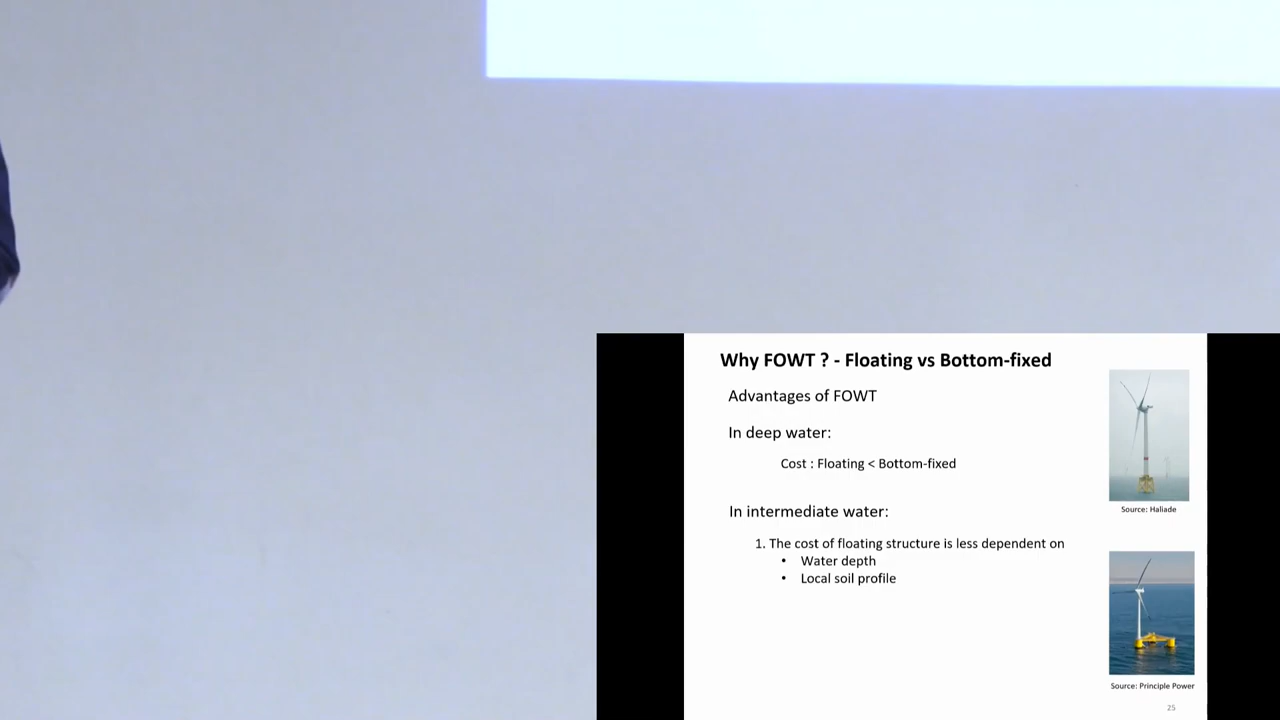 Why FOWT ? - Floating vs Bottom-fixed
Advantages of FOWT
In deep water:
Cost : Floating < Bottom-fixed
In intermediate water:
1. The cost of floating structure is less dependent on
• Water depth
• Local soil profile
Source: Haliade
Source: Principle Power
25